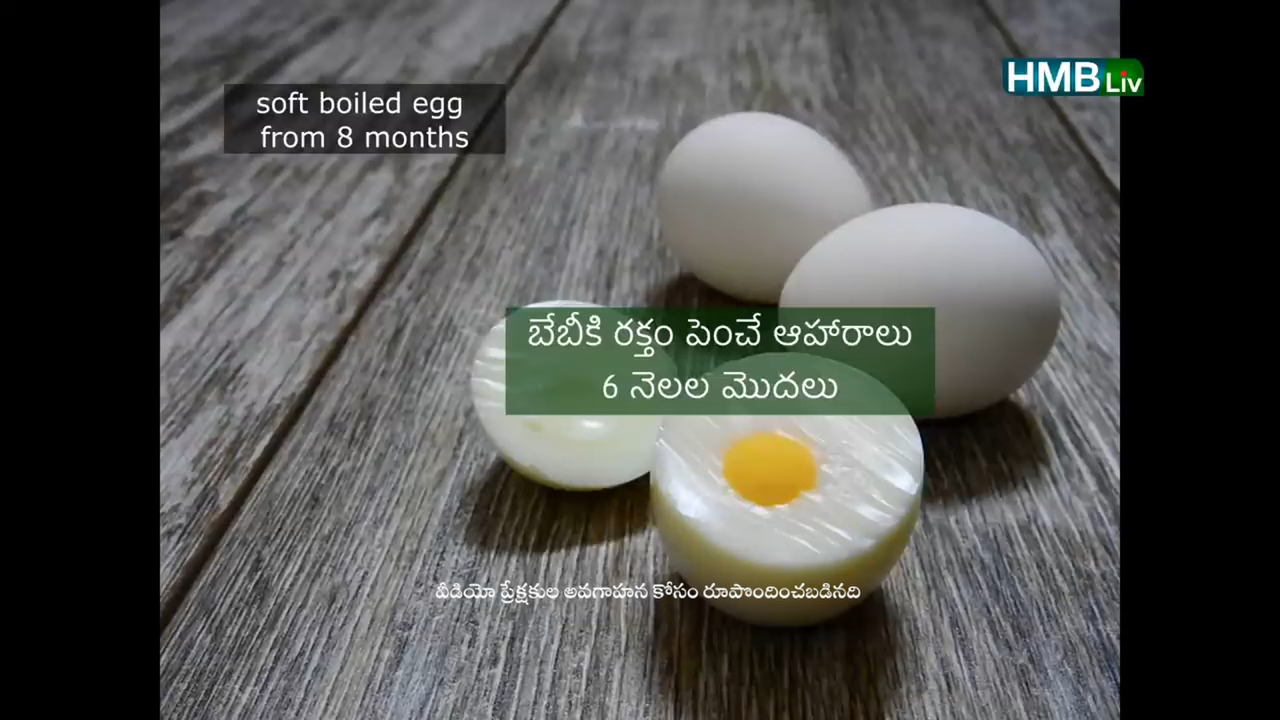 soft boiled egg
from 8 months
HMB Liv
బేబీకి రక్తం పెంచే ఆహారాలు
6 నెలల మొదలు
వీడియో ప్రేక్షకుల అవగాహన కోసం రూపొందించబడినది